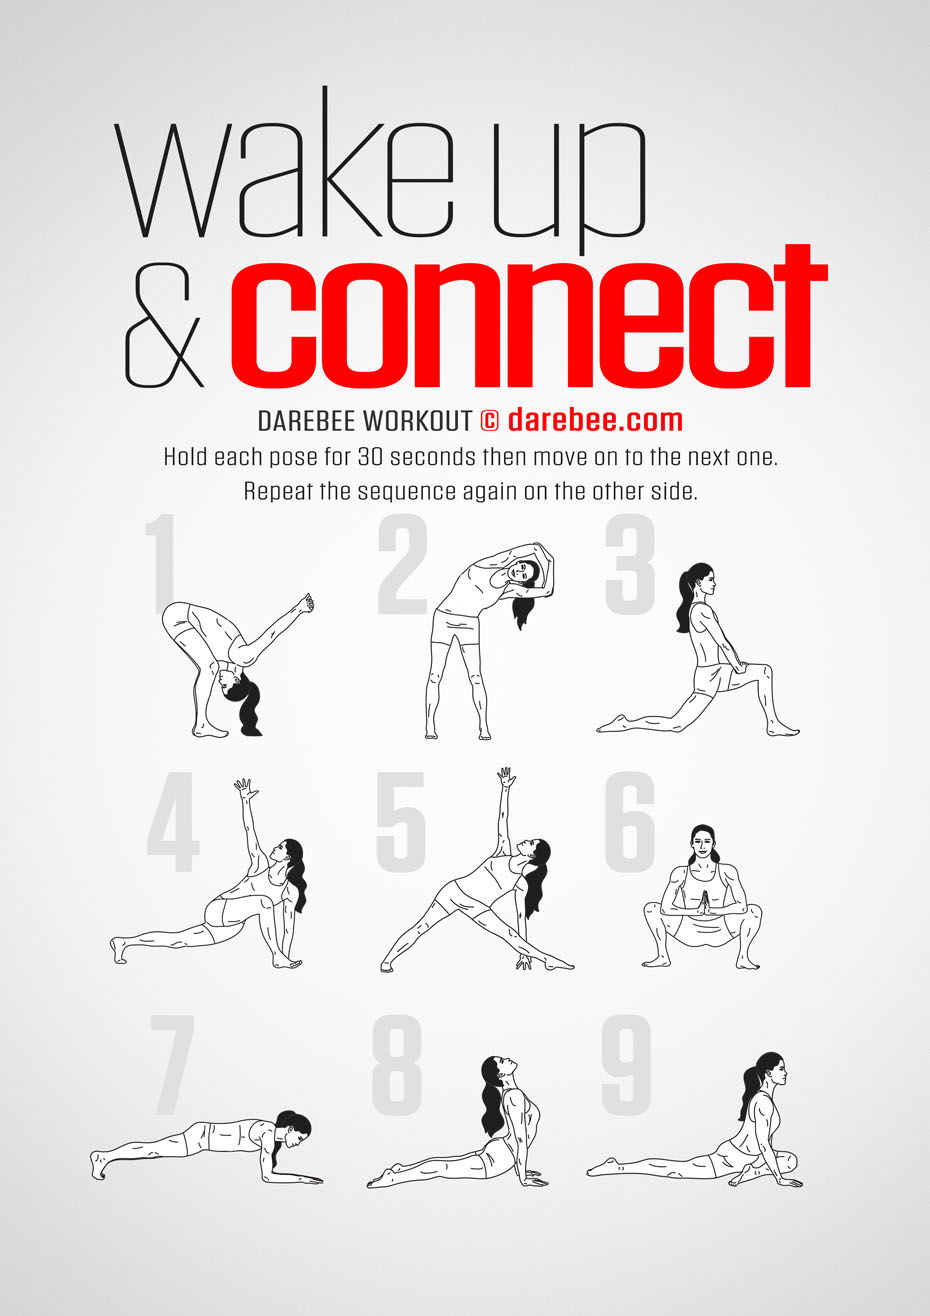 wake up
& connect
DAREBEE WORKOUT © darebee.com
Hold each pose for 30 seconds then move on to the next one.
Repeat the sequence again on the other side.
1 2 3
4 5 6
7 8 9